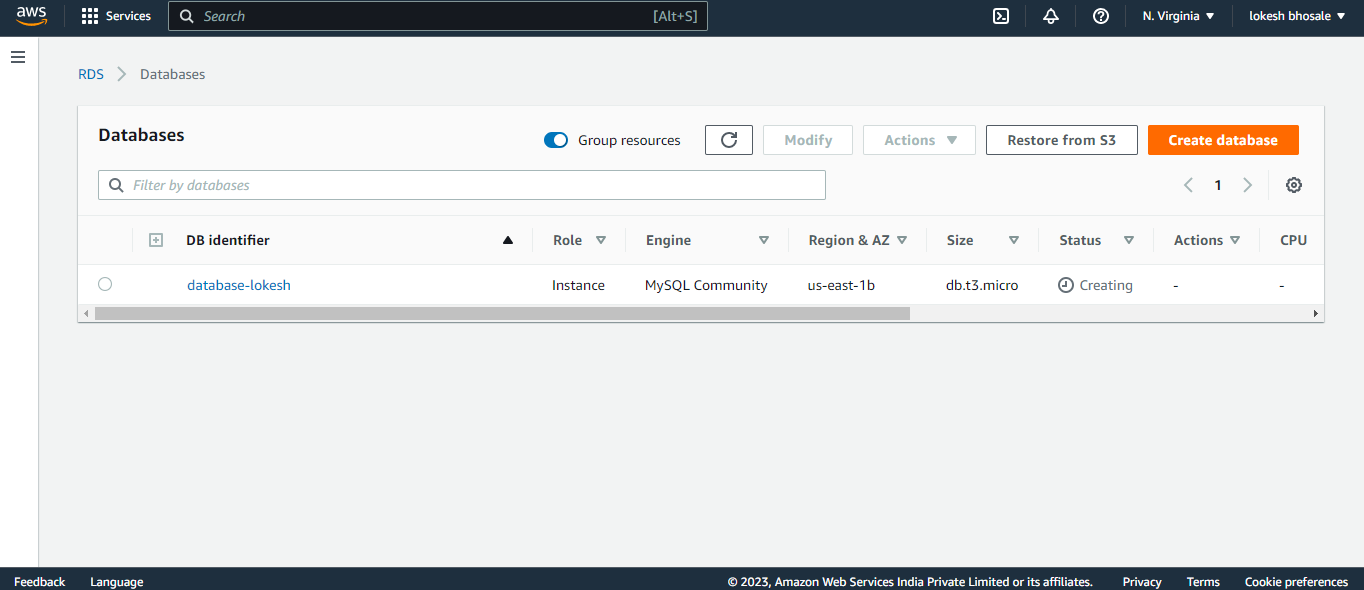 aws Services Search [Alt+S] N. Virginia lokesh bhosale
RDS Databases
Databases Group resources Modify Actions Restore from S3 Create database
Filter by databases 1
DB identifier Role Engine Region & AZ Size Status Actions CPU
database-lokesh Instance MySQL Community us-east-1b db.t3.micro Creating - -
Feedback Language © 2023, Amazon Web Services India Private Limited or its affiliates. Privacy Terms Cookie preferences